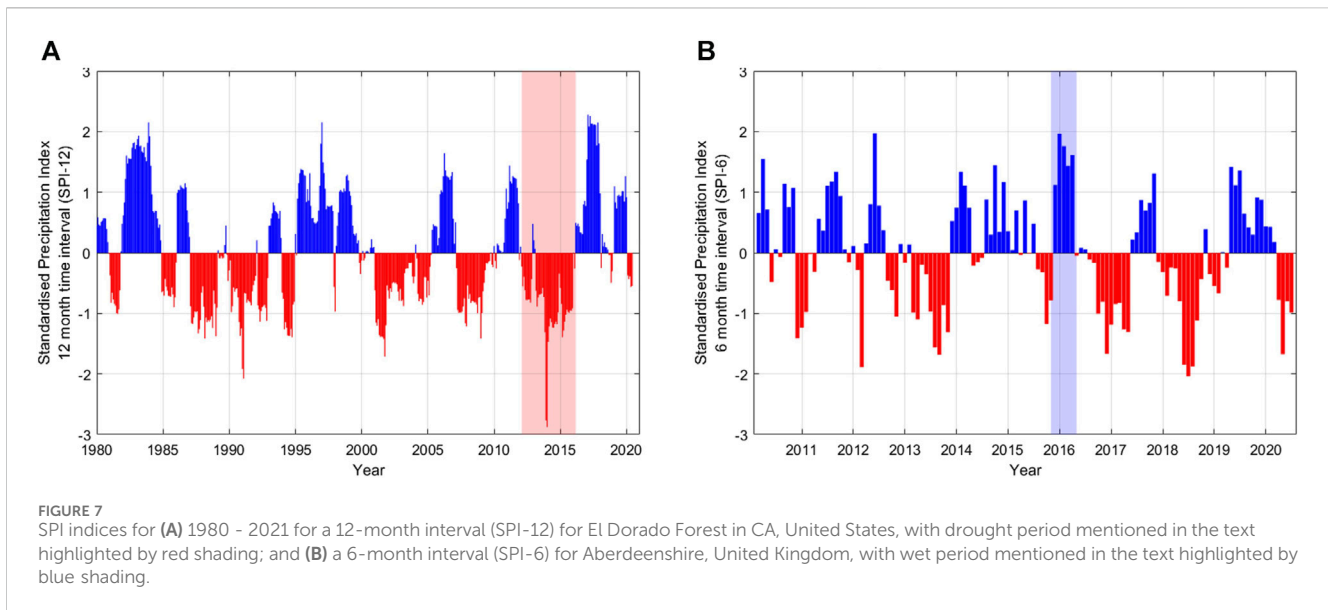 A
B
Standardised Precipitation Index
12 month time interval (SPI-12)
3
2
1
0
-1
-2
-3
1980 1985 1990 1995 2000 2005 2010 2015 2020
Year
Standardised Precipitation Index
6 month time interval (SPI-6)
3
2
1
0
-1
-2
-3
2011 2012 2013 2014 2015 2016 2017 2018 2019 2020
Year
FIGURE 7
SPI indices for (A) 1980 - 2021 for a 12-month interval (SPI-12) for El Dorado Forest in CA, United States, with drought period mentioned in the text
highlighted by red shading; and (B) a 6-month interval (SPI-6) for Aberdeenshire, United Kingdom, with wet period mentioned in the text highlighted by
blue shading.